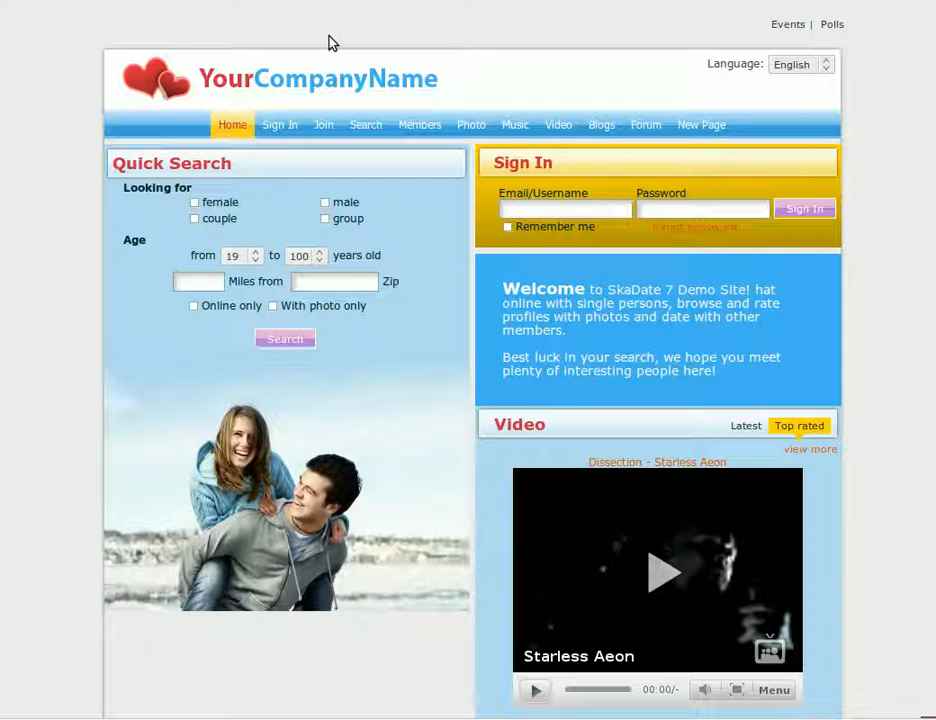 Events | Polls
YourCompanyName
Language: English
Home Sign In Join Search Members Photo Music Video Blogs Forum New Page
Quick Search
Looking for
female male
couple group
Age
from 19 to 100 years old
Miles from Zip
Online only With photo only
Search
Sign In
Email/Username Password
Sign In
Remember me Forgot password
Welcome to SkaDate 7 Demo Site! hat
online with single persons, browse and rate
profiles with photos and date with other
members.
Best luck in your search, we hope you meet
plenty of interesting people here!
Video Latest Top rated
view more
Dissection - Starless Aeon
Starless Aeon
00:00/- Menu